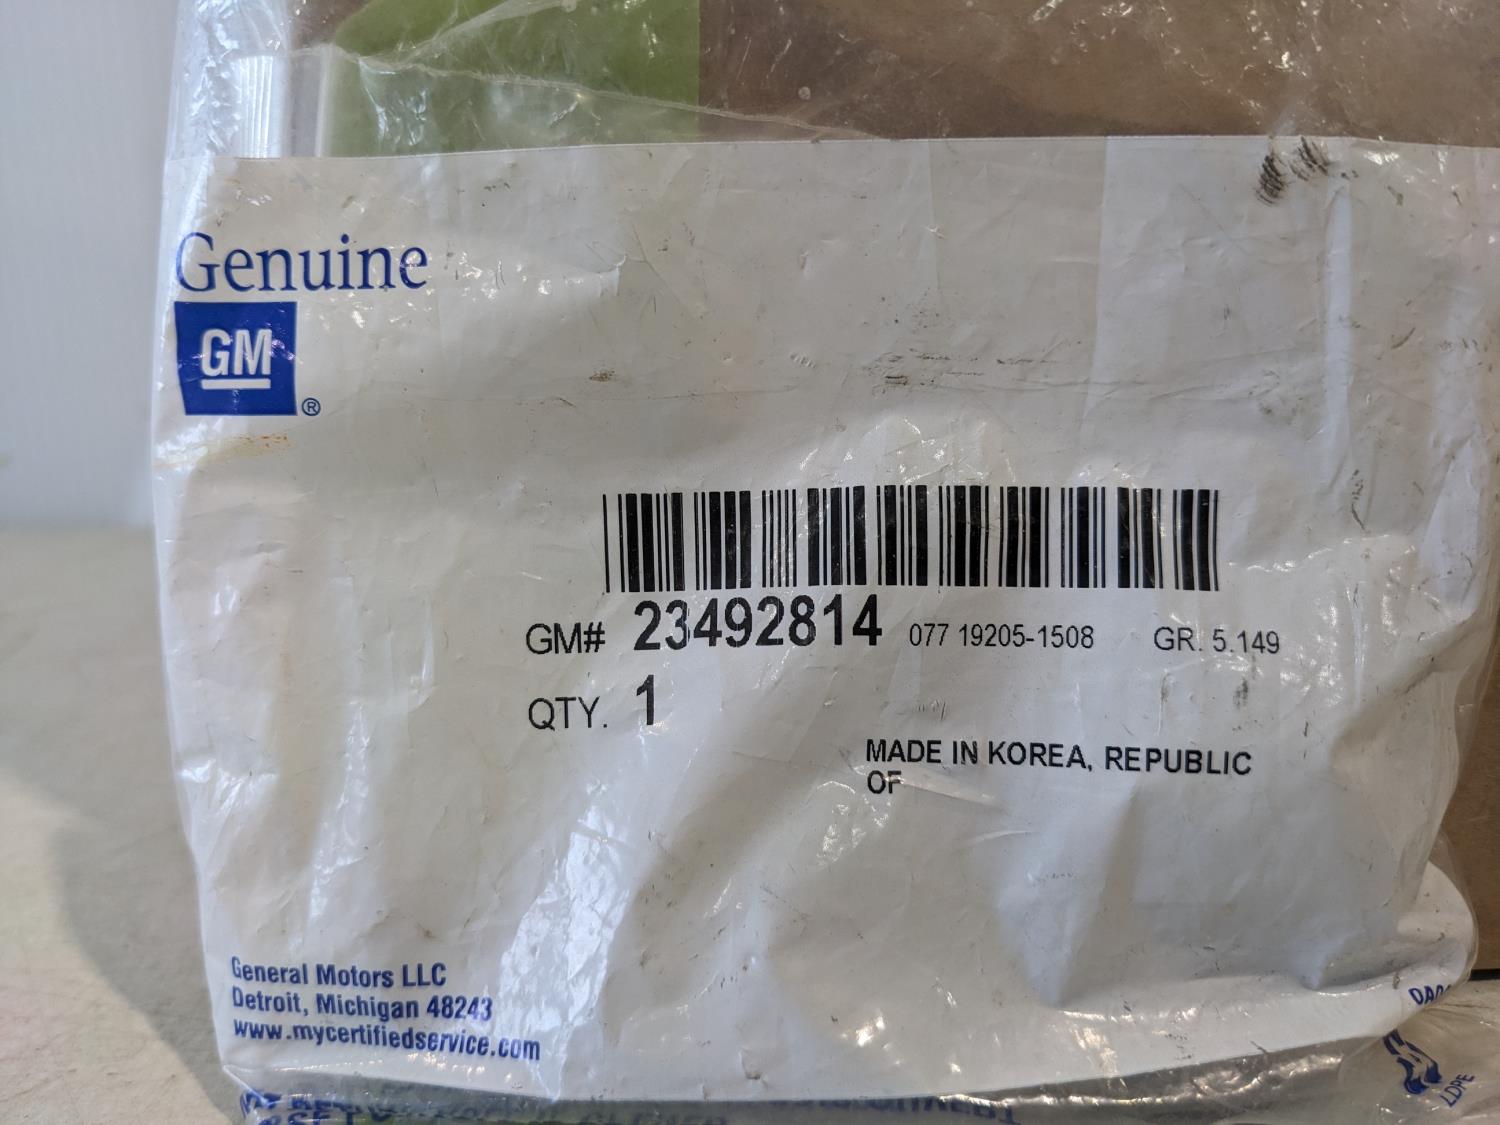 Genuine
GM
®
GM# 23492814 077 19205-1508 GR. 5.149
QTY. 1
MADE IN KOREA, REPUBLIC
OF
General Motors LLC
Detroit, Michigan 48243
www.mycertifiedservice.com
LDPE